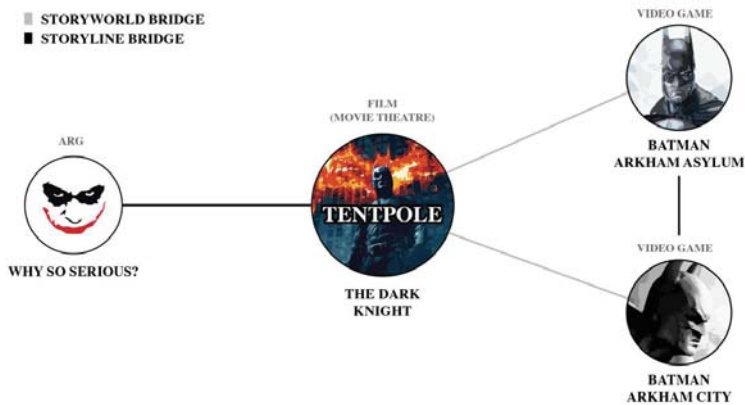 STORYWORLD BRIDGE
STORYLINE BRIDGE
ARG
WHY SO SERIOUS?
FILM
(MOVIE THEATRE)
TENTPOLE
THE DARK
KNIGHT
VIDEO GAME
BATMAN
ARKHAM ASYLUM
VIDEO GAME
BATMAN
ARKHAM CITY